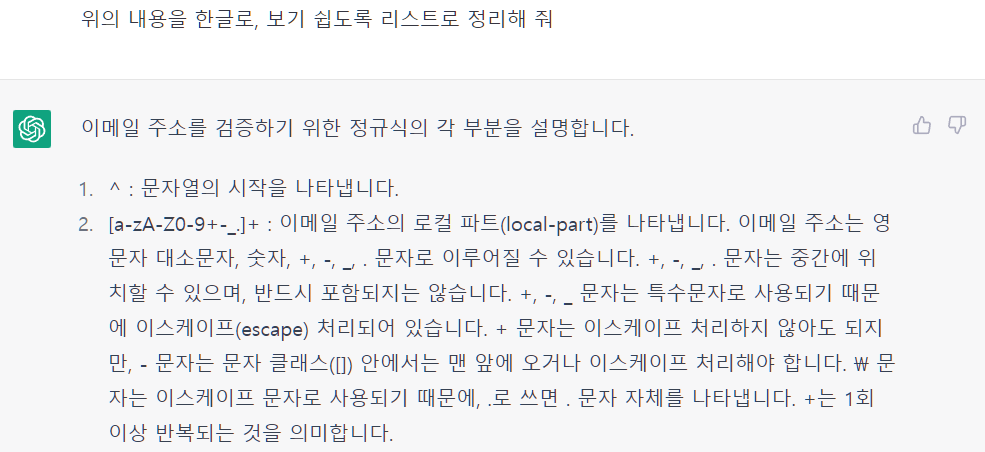 위의 내용을 한글로, 보기 쉽도록 리스트로 정리해 줘
이메일 주소를 검증하기 위한 정규식의 각 부분을 설명합니다.
1. ^ : 문자열의 시작을 나타냅니다.
2. [a-zA-Z0-9+-_.]+ : 이메일 주소의 로컬 파트(local-part)를 나타냅니다. 이메일 주소는 영
문자 대소문자, 숫자, +, -, _, . 문자로 이루어질 수 있습니다. +, -, _, . 문자는 중간에 위
치할 수 있으며, 반드시 포함되지는 않습니다. +, -, _ 문자는 특수문자로 사용되기 때문
에 이스케이프(escape) 처리되어 있습니다. + 문자는 이스케이프 처리하지 않아도 되지
만, - 문자는 문자 클래스([]) 안에서는 맨 앞에 오거나 이스케이프 처리해야 합니다. ₩ 문
자는 이스케이프 문자로 사용되기 때문에, .로 쓰면 . 문자 자체를 나타냅니다. +는 1회
이상 반복되는 것을 의미합니다.